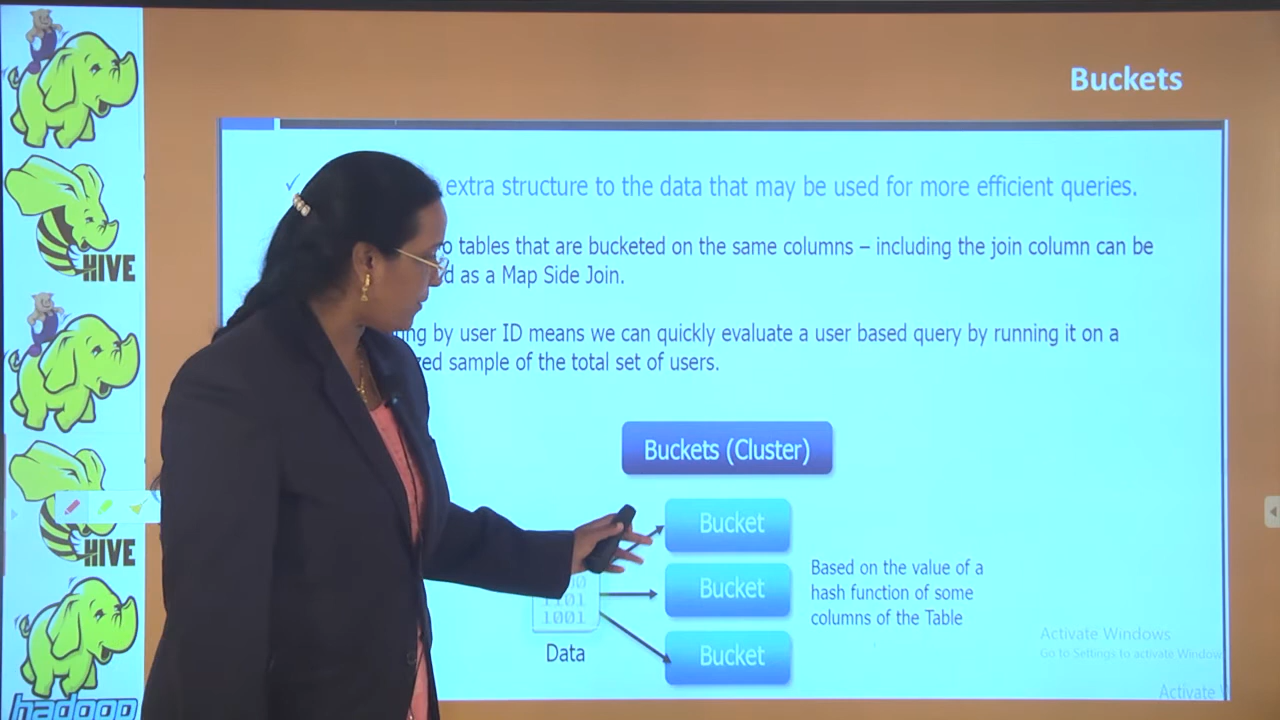 Buckets
extra structure to the data that may be used for more efficient queries.
tables that are bucketed on the same columns – including the join column can be
as a Map Side Join.
by user ID means we can quickly evaluate a user based query by running it on a
sample of the total set of users.
Buckets (Cluster)
Bucket
Bucket
Bucket
1101
1001
Data
Based on the value of a
hash function of some
columns of the Table
Activate Windows
Go to Settings to activate Window
Activate
HIVE
HIVE
hadoop